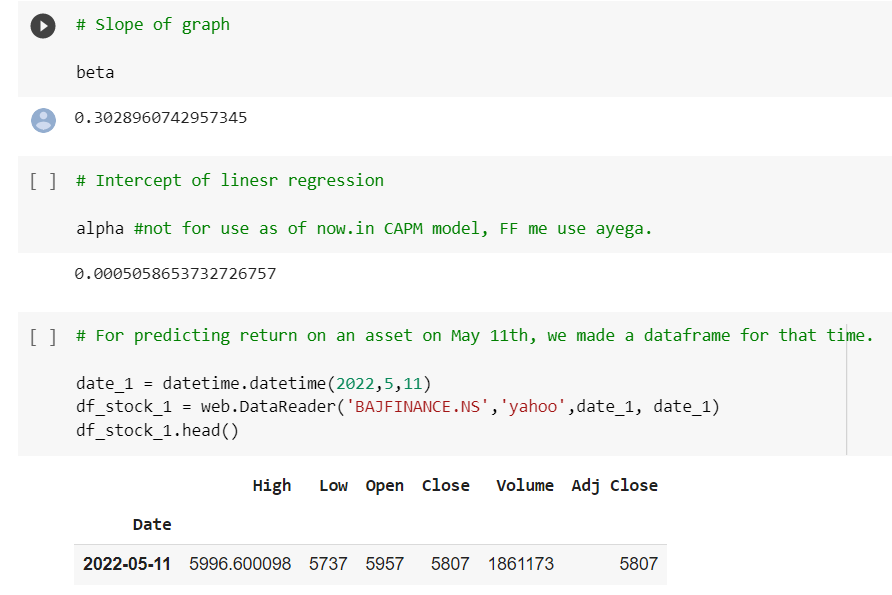 # Slope of graph
beta
0.3028960742957345
[ ] # Intercept of linesr regression
alpha #not for use as of now.in CAPM model, FF me use ayega.
0.0005058653732726757
[ ] # For predicting return on an asset on May 11th, we made a dataframe for that time.
date_1 = datetime.datetime(2022,5,11)
df_stock_1 = web.DataReader('BAJFINANCE.NS','yahoo',date_1, date_1)
df_stock_1.head()
High Low Open Close Volume Adj Close
Date
2022-05-11 5996.600098 5737 5957 5807 1861173 5807